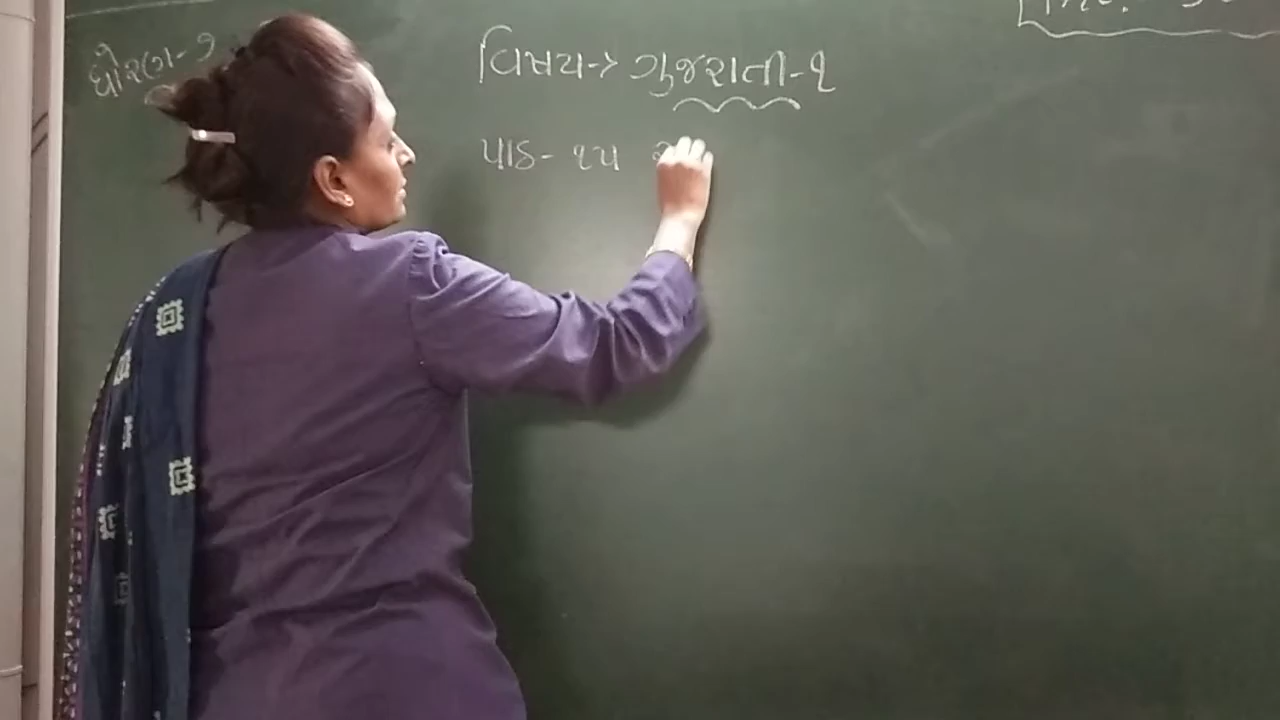 ધોરણ-૭
વિષય-> ગુજરાતી-૧
પાઠ- ૧૫